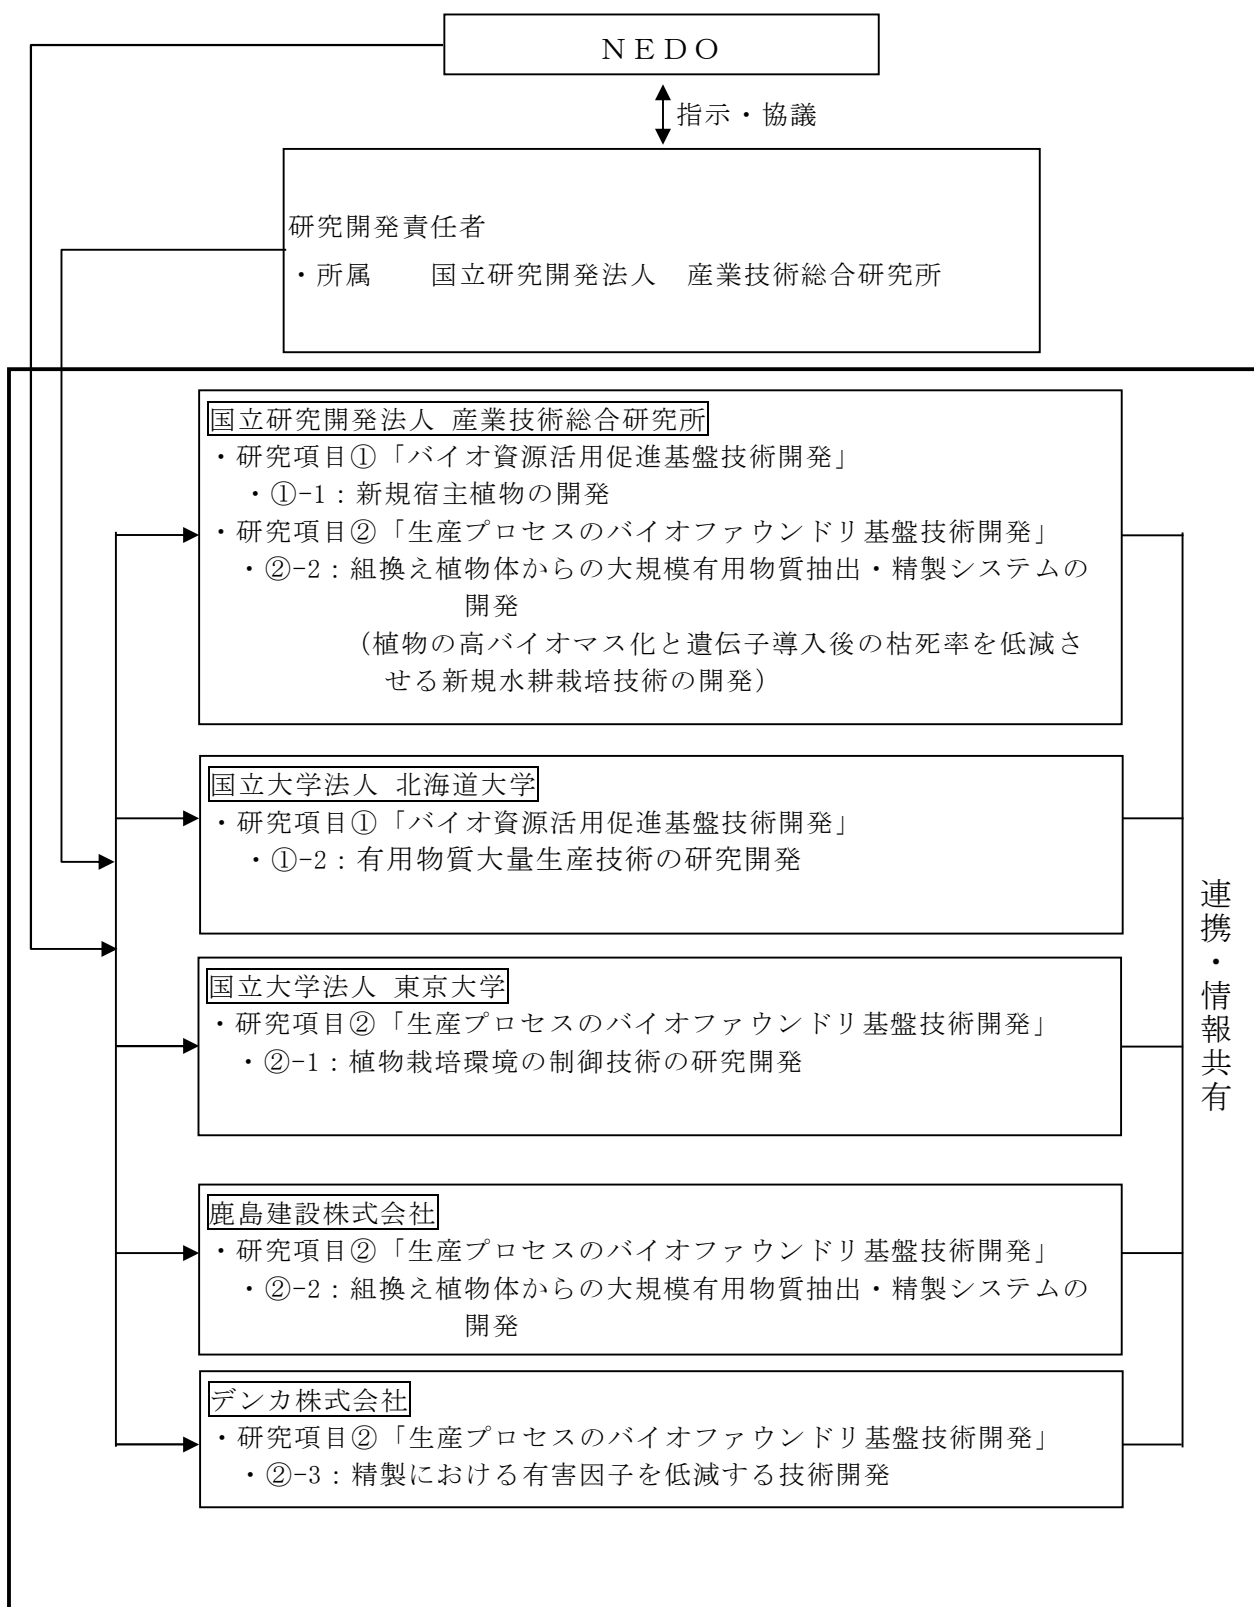 NEDO
指示・協議
研究開発責任者
・所属　　国立研究開発法人　産業技術総合研究所
国立研究開発法人 産業技術総合研究所
・研究項目①「バイオ資源活用促進基盤技術開発」
・①-1：新規宿主植物の開発
・研究項目②「生産プロセスのバイオファウンドリ基盤技術開発」
・②-2：組換え植物体からの大規模有用物質抽出・精製システムの
開発
（植物の高バイオマス化と遺伝子導入後の枯死率を低減さ
せる新規水耕栽培技術の開発）
国立大学法人 北海道大学
・研究項目①「バイオ資源活用促進基盤技術開発」
・①-2：有用物質大量生産技術の研究開発
国立大学法人 東京大学
・研究項目②「生産プロセスのバイオファウンドリ基盤技術開発」
・②-1：植物栽培環境の制御技術の研究開発
鹿島建設株式会社
・研究項目②「生産プロセスのバイオファウンドリ基盤技術開発」
・②-2：組換え植物体からの大規模有用物質抽出・精製システムの
開発
デンカ株式会社
・研究項目②「生産プロセスのバイオファウンドリ基盤技術開発」
・②-3：精製における有害因子を低減する技術開発
連携・情報共有